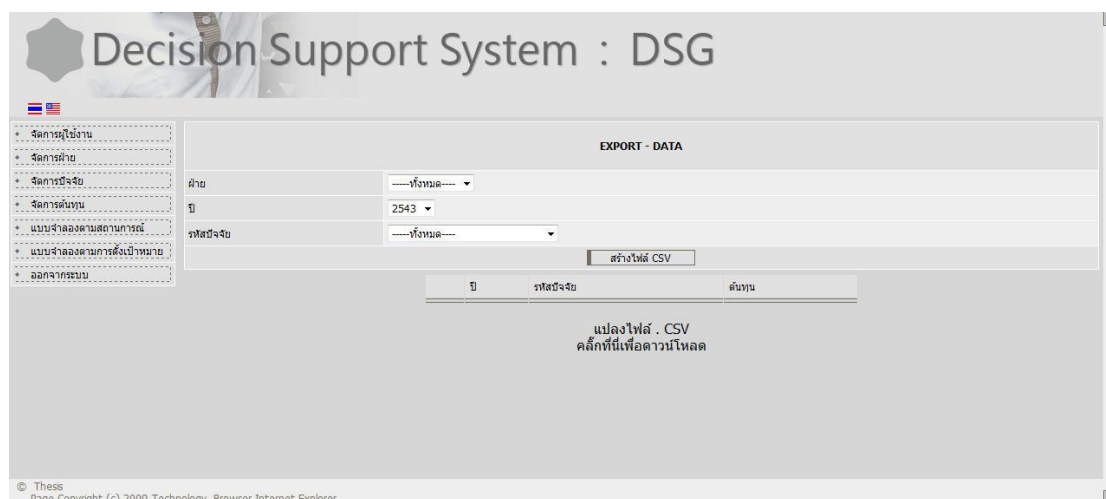 Decision Support System : DSG
จัดการผู้ใช้งาน
จัดการฝ่าย
จัดการปัจจัย
จัดการต้นทุน
แบบจำลองตามสถานการณ์
แบบจำลองตามการตั้งเป้าหมาย
ออกจากระบบ
EXPORT - DATA
ฝ่าย -----ทั้งหมด----
ปี 2543
รหัสปัจจัย -----ทั้งหมด----
สร้างไฟล์ CSV
ปี รหัสปัจจัย ต้นทุน
แปลงไฟล์ . CSV
คลิ๊กที่นี่เพื่อดาวน์โหลด
© Thesis
Page Copyright (c) 2009 Technology. Browser Internet Explorer